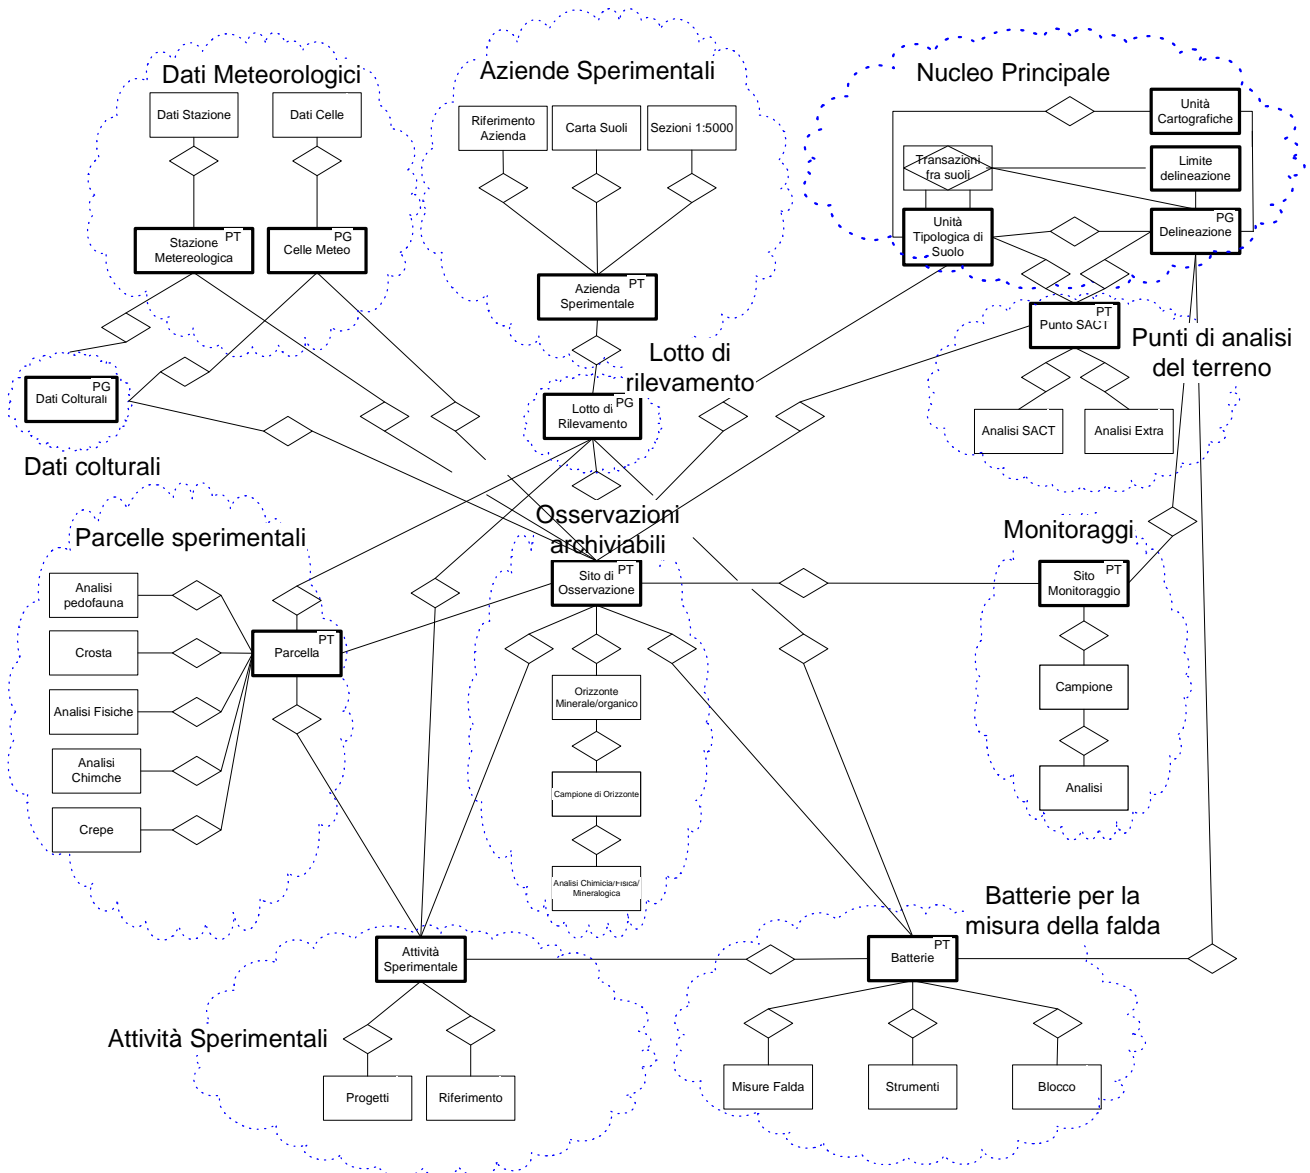 Dati Meteorologici
Dati Stazione
Dati Celle
PT
Stazione
Metereologica
PG
Celle Meteo
Aziende Sperimentali
Riferimento
Azienda
Carta Suoli
Sezioni 1:5000
PT
Azienda
Sperimentale
Nucleo Principale
Unità
Cartografiche
Transazioni
fra suoli
Limite
delineazione
Unità
Tipologica di
Suolo
PG
Delineazione
PT
Punto SACT
Punti di analisi
del terreno
Analisi SACT
Analisi Extra
Lotto di
rilevamento
PG
Lotto di
Rilevamento
PG
Dati Colturali
Dati colturali
Parcelle sperimentali
Analisi
pedofauna
Crosta
Analisi Fisiche
Analisi
Chimche
Crepe
PT
Parcella
Osservazioni
archiviabili
PT
Sito di
Osservazione
Orizzonte
Minerale/organico
Campione di Orizzonte
Analisi Chimicia/Fisica/
Mineralogica
Monitoraggi
PT
Sito
Monitoraggio
Campione
Analisi
Batterie per la
misura della falda
PT
Batterie
Misure Falda
Strumenti
Blocco
Attività
Sperimentale
Attività Sperimentali
Progetti
Riferimento